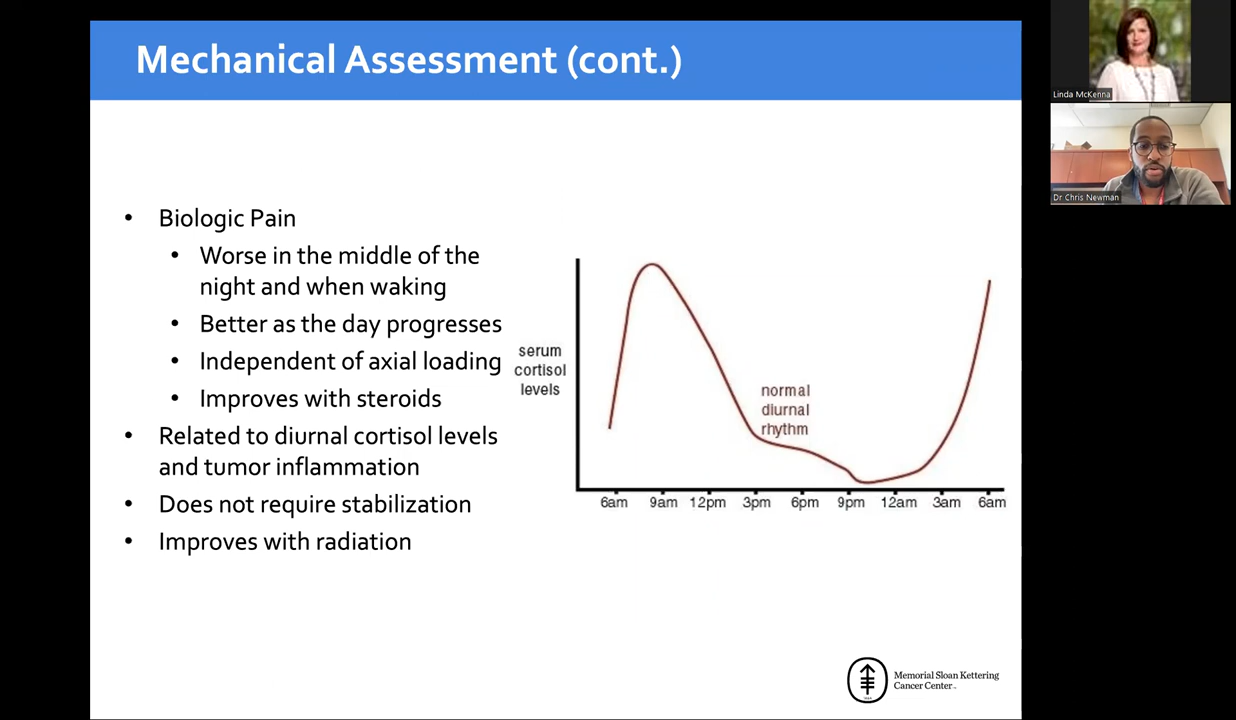 Mechanical Assessment (cont.)
Linda McKenna
Dr Chris Newman
• Biologic Pain
• Worse in the middle of the
night and when waking
• Better as the day progresses
• Independent of axial loading
• Improves with steroids
• Related to diurnal cortisol levels
and tumor inflammation
• Does not require stabilization
• Improves with radiation
serum
cortisol
levels
normal
diurnal
rhythm
6am 9am 12pm 3pm 6pm 9pm 12am 3am 6am
Memorial Sloan Kettering
Cancer Center